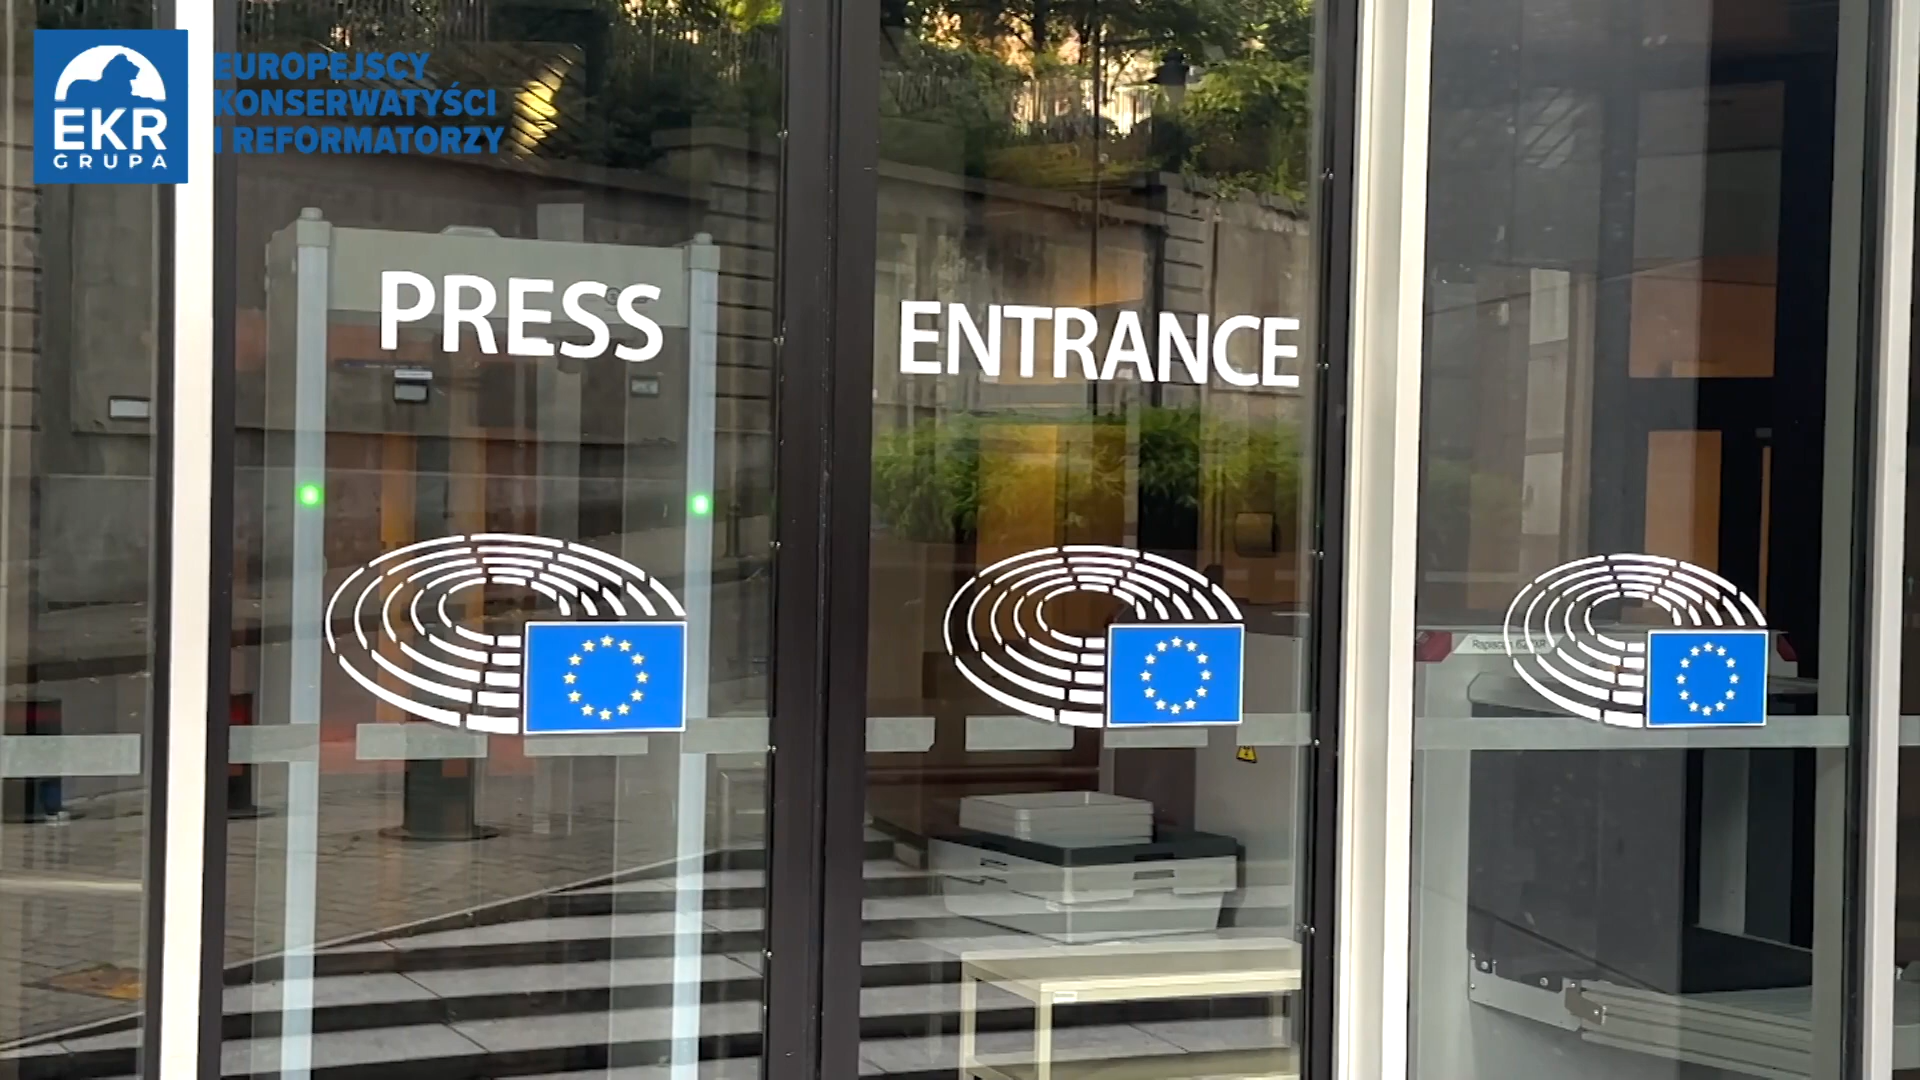 EKR
GRUPA
EUROPEJSCY
KONSERWATYŚCI
I REFORMATORZY
PRESS
ENTRANCE